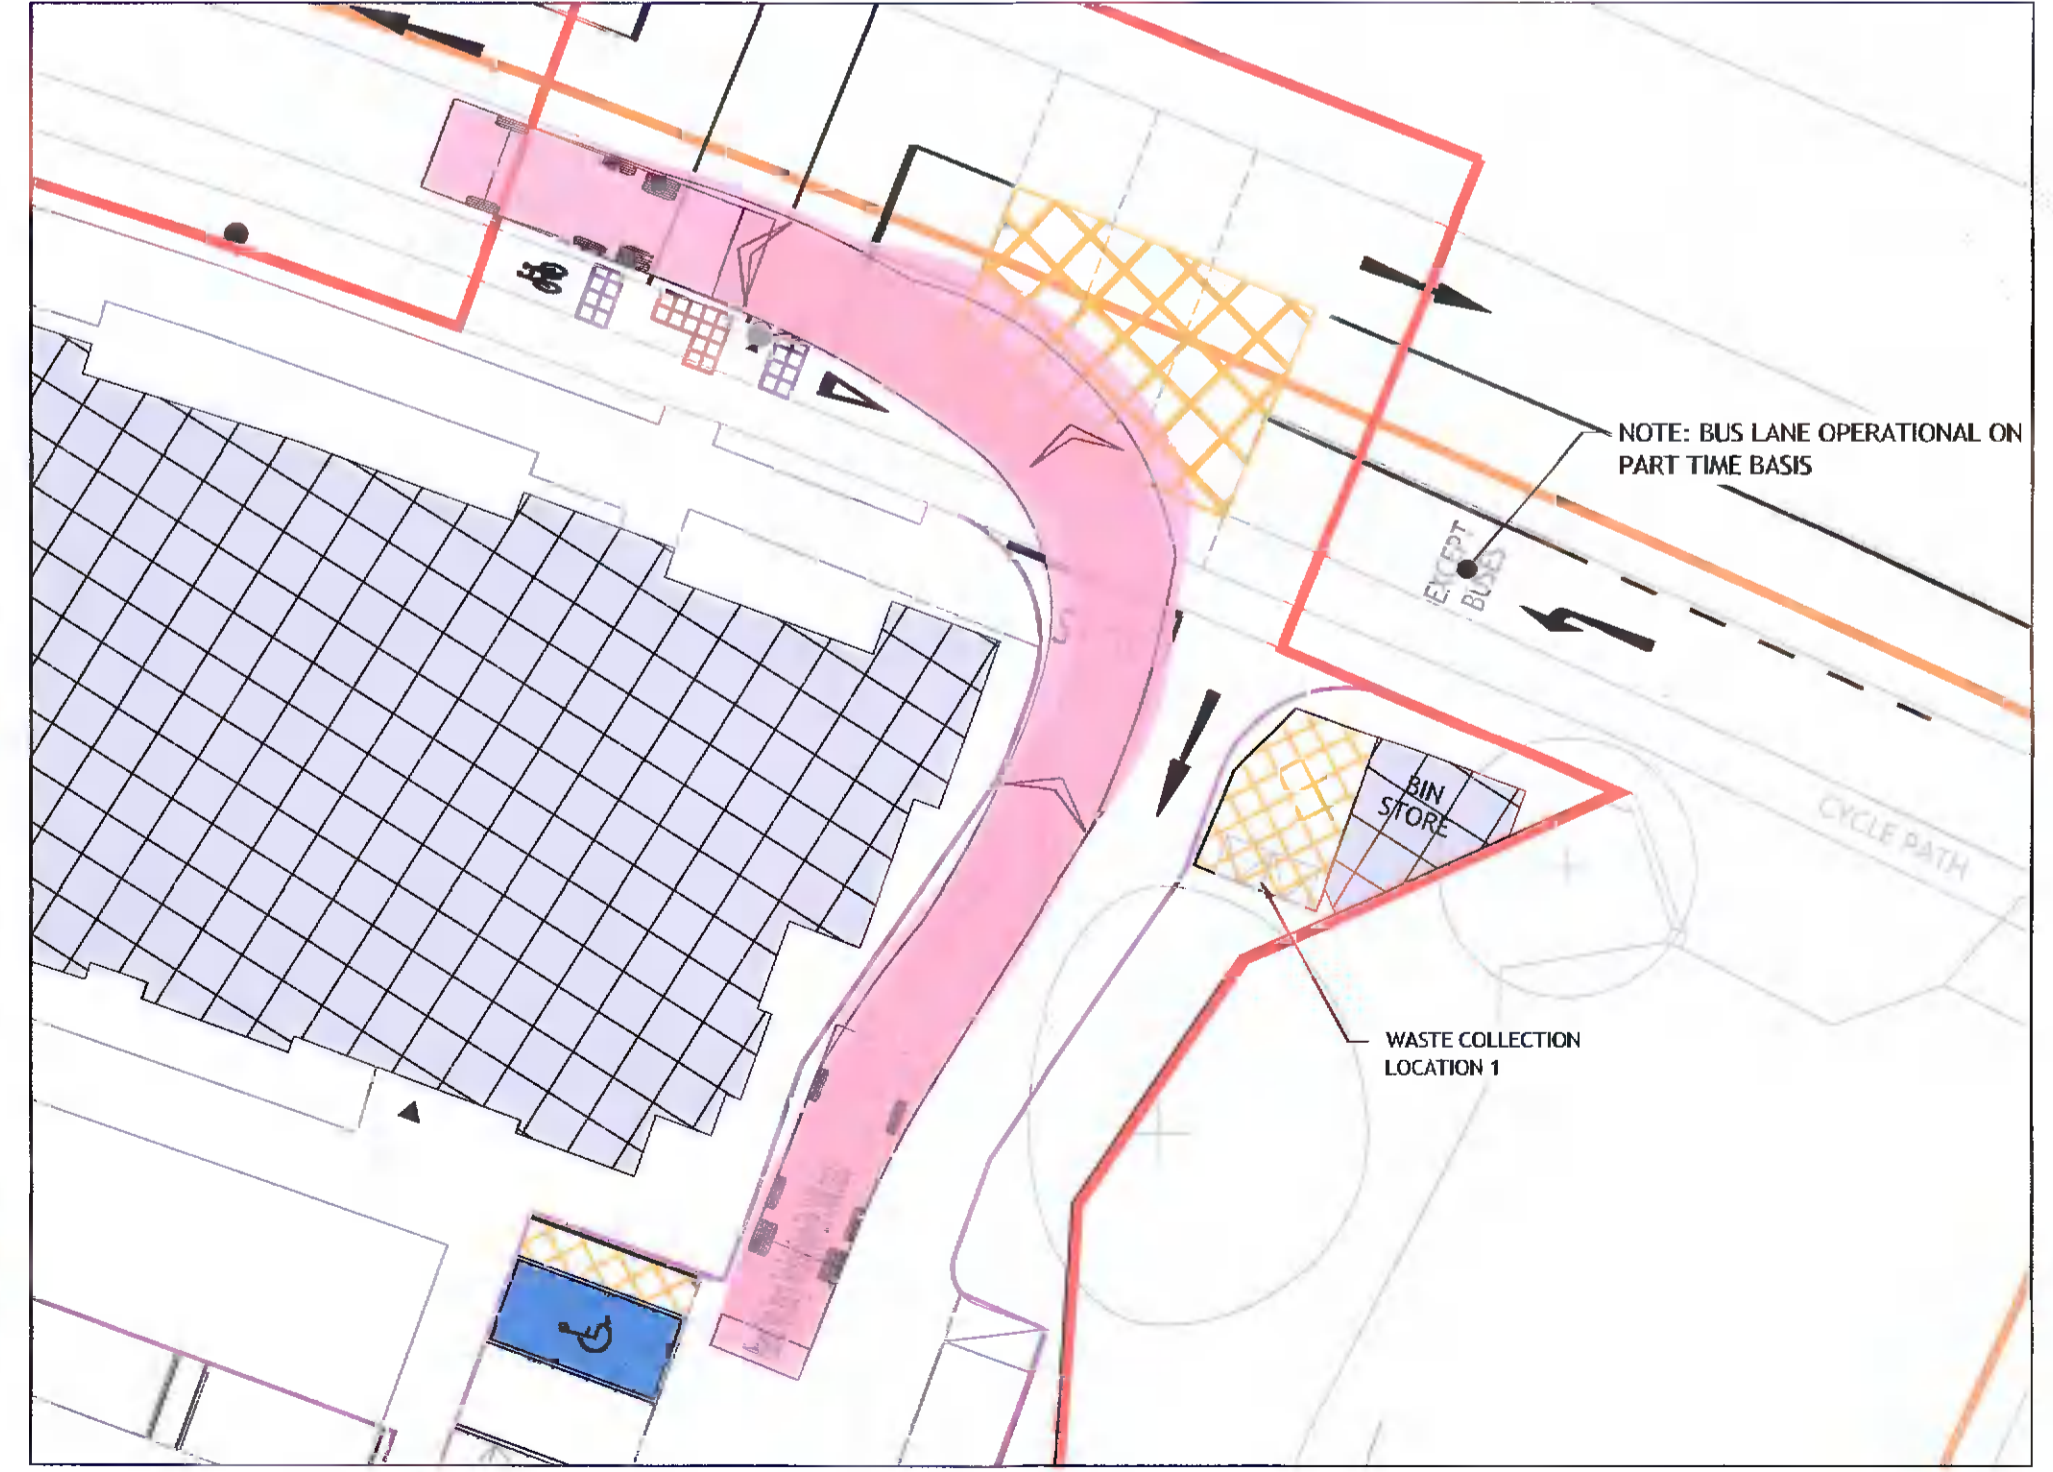 NOTE: BUS LANE OPERATIONAL ON
PART TIME BASIS
EXCEPT
BUSES
BIN
STORE
CYCLE PATH
WASTE COLLECTION
LOCATION 1